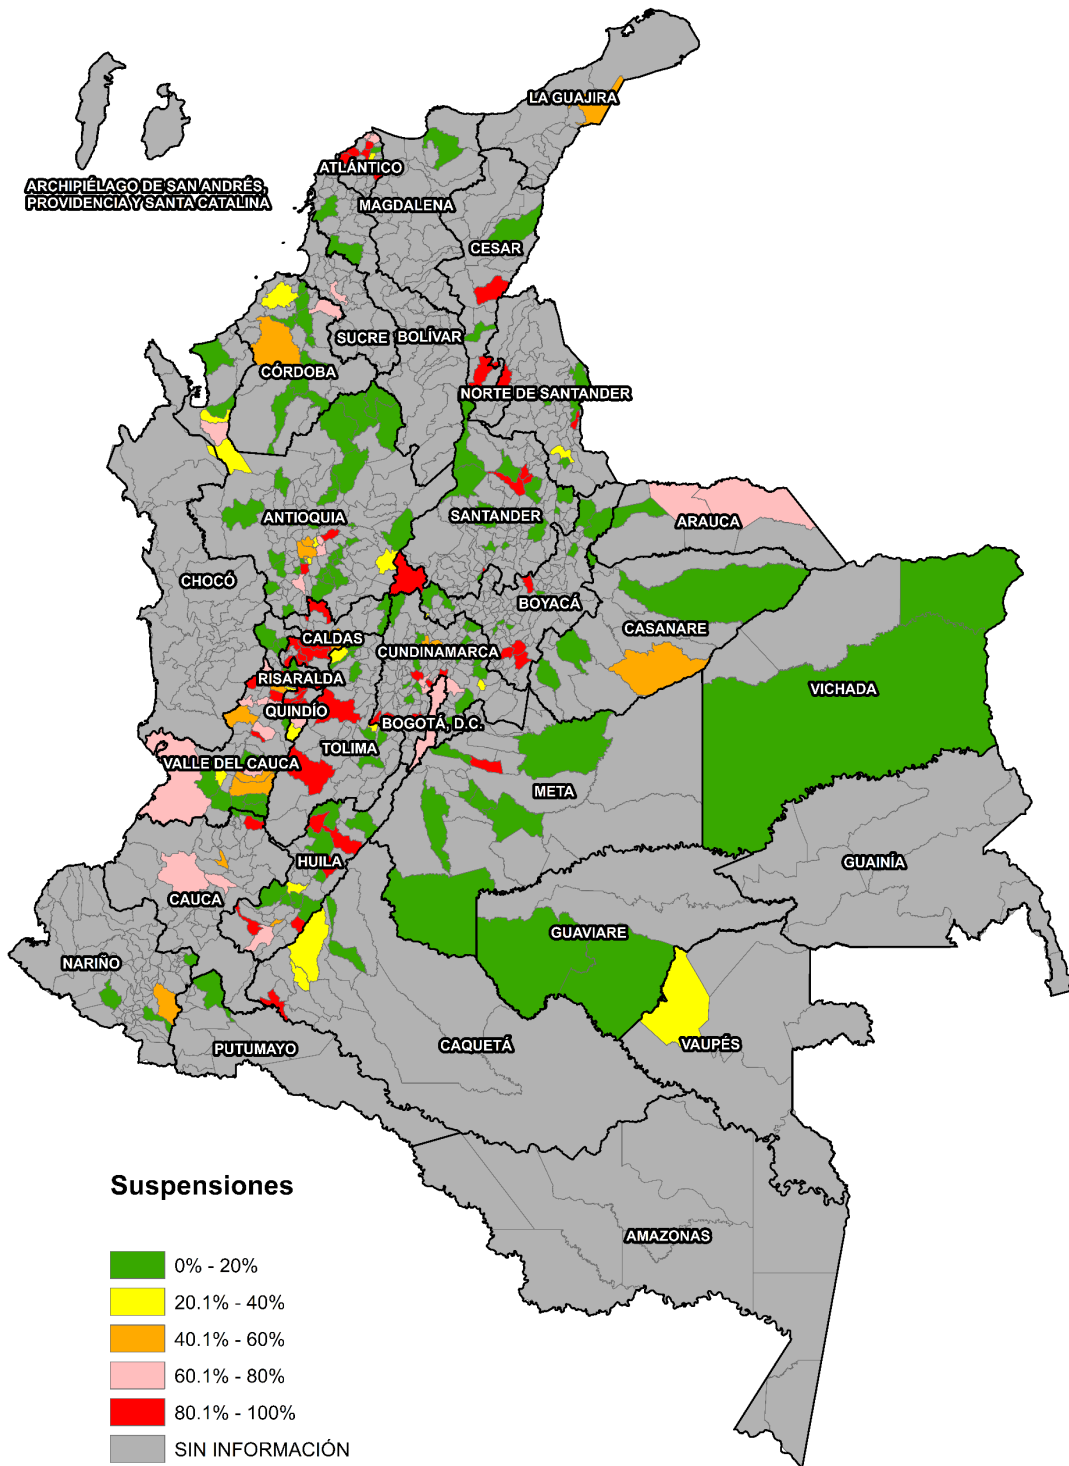 LA GUAJIRA
ATLÁNTICO
ARCHIPIÉLAGO DE SAN ANDRÉS,
PROVIDENCIA Y SANTA CATALINA
MAGDALENA
CESAR
SUCRE
BOLÍVAR
CÓRDOBA
NORTE DE SANTANDER
ANTIOQUIA
SANTANDER
ARAUCA
CHOCÓ
BOYACÁ
CASANARE
CALDAS
CUNDINAMARCA
RISARALDA
VICHADA
QUINDÍO
BOGOTÁ, D.C.
TOLIMA
VALLE DEL CAUCA
META
HUILA
GUAINÍA
CAUCA
GUAVIARE
NARIÑO
PUTUMAYO
CAQUETÁ
VAUPÉS
AMAZONAS
Suspensiones
0% - 20%
20.1% - 40%
40.1% - 60%
60.1% - 80%
80.1% - 100%
SIN INFORMACIÓN